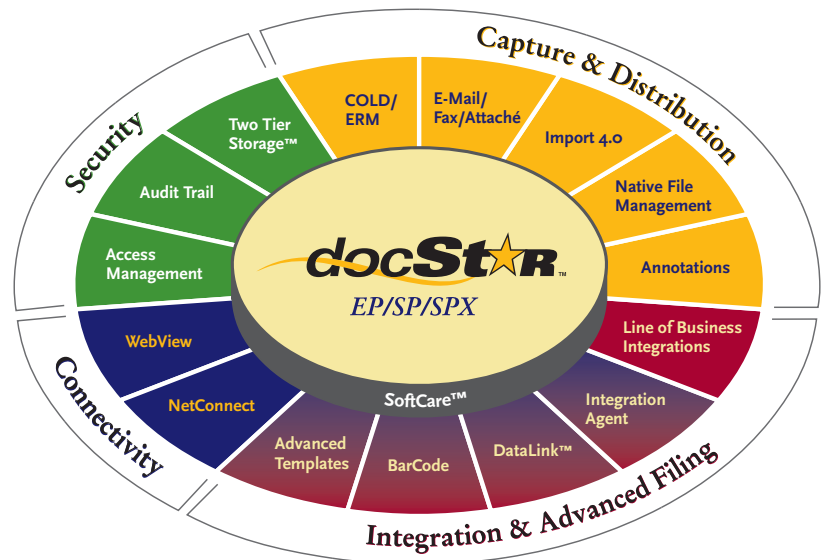 Capture & Distribution
COLD/
ERM
E-Mail/
Fax/Attaché
Import 4.0
Native File
Management
Annotations
Security
Two Tier
Storage™
Audit Trail
Access
Management
docStar™
EP/SP/SPX
SoftCare™
Connectivity
WebView
NetConnect
Line of Business
Integrations
Integration
Agent
DataLink™
BarCode
Advanced
Templates
Integration & Advanced Filing